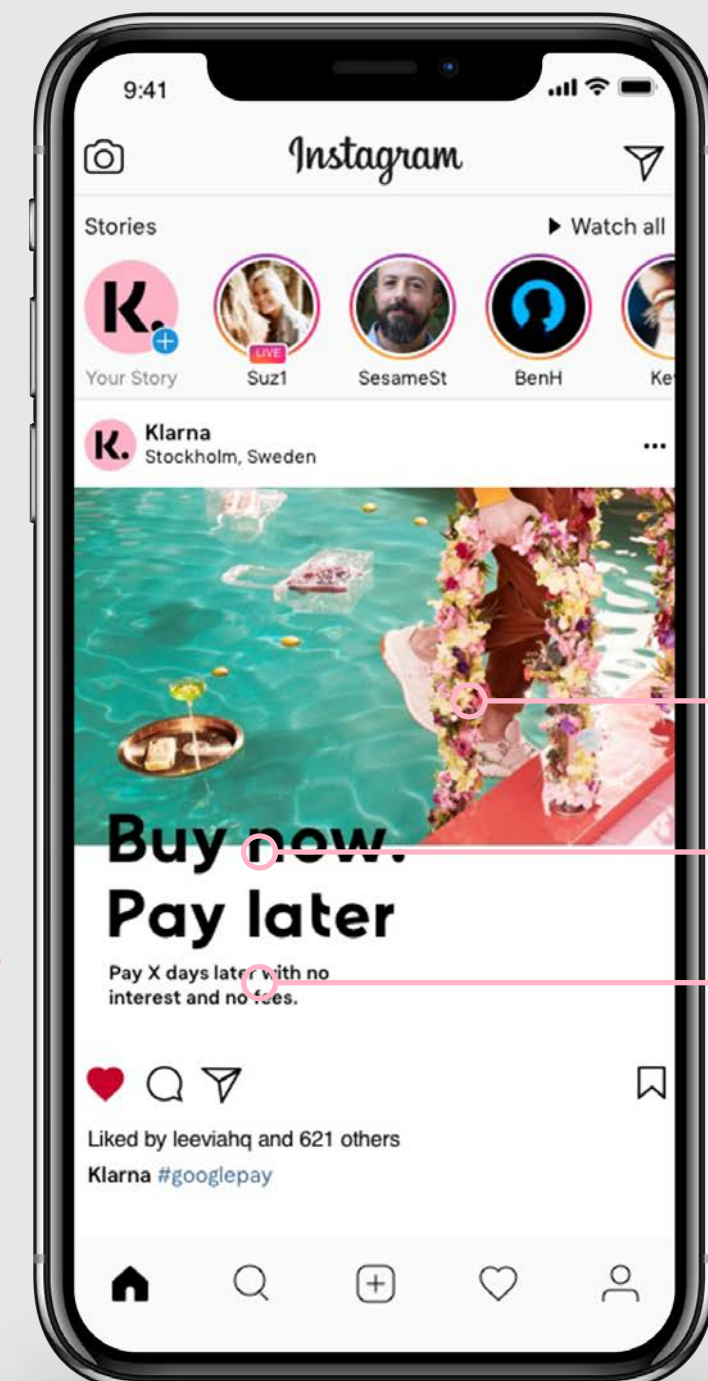 9:41
Instagram
Stories
Watch all
K.
Your Story
LIVE
Suz1
SesameSt
BenH
Ke
K.
Klarna
Stockholm, Sweden
Buy now.
Pay later
Pay X days later with no
interest and no fees.
Liked by leeviahq and 621 others
Klarna #googlepay